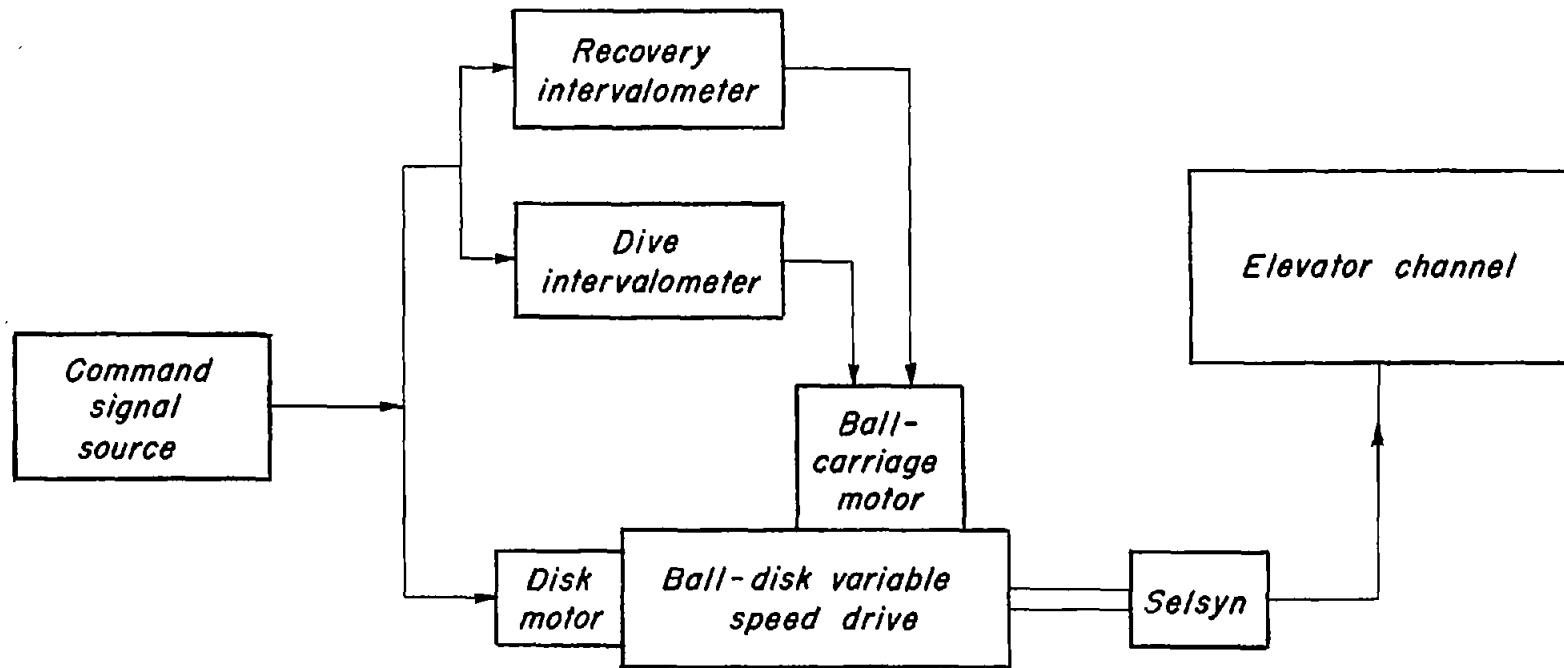 Recovery
intervalometer
Dive
intervalometer
Elevator channel
Command
signal
source
Ball-
carriage
motor
Disk
motor
Ball-disk variable
speed drive
Selsyn